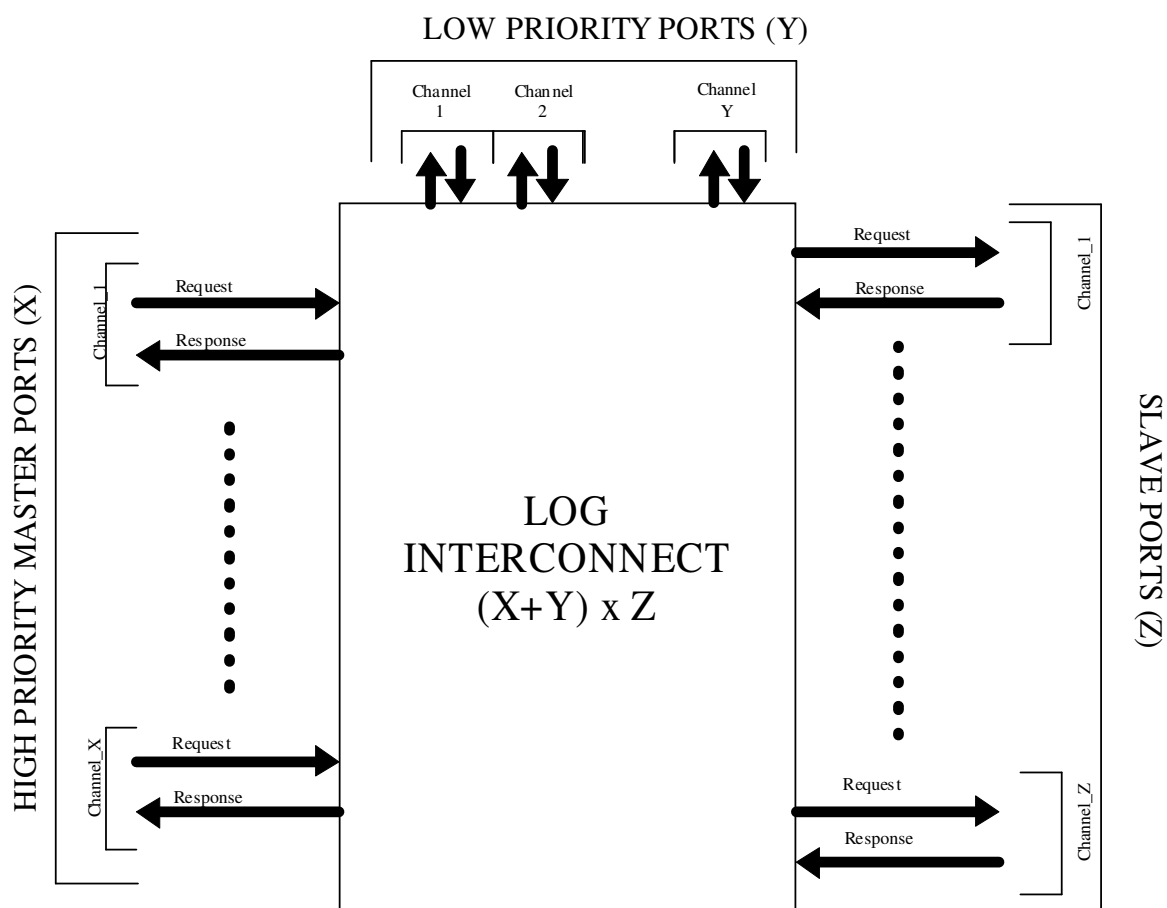 LOW PRIORITY PORTS (Y)
Channel
1
Channel
2
Channel
Y
HIGH PRIORITY MASTER PORTS (X)
Channel_1
Request
Response
Channel_X
Request
Response
LOG
INTERCONNECT
(X+Y) x Z
Request
Response
Channel_1
Request
Response
Channel_Z
SLAVE PORTS (Z)